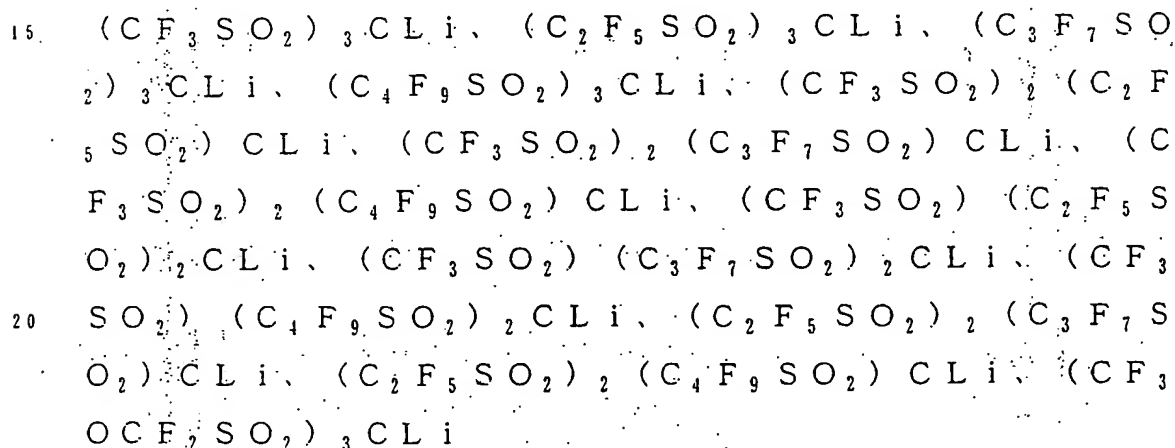 15 (CF₃SO₂)₃CLi、(C₂F₅SO₂)₃CLi、(C₃F₇SO
₂)₃CLi、(C₄F₉SO₂)₃CLi、(CF₃SO₂)₂(C₂F
₅SO₂)CLi、(CF₃SO₂)₂(C₃F₇SO₂)CLi、(C
F₃SO₂)₂(C₄F₉SO₂)CLi、(CF₃SO₂)(C₂F₅S
O₂)₂CLi、(CF₃SO₂)(C₃F₇SO₂)₂CLi、(CF₃
20 SO₂)(C₄F₉SO₂)₂CLi、(C₂F₅SO₂)₂(C₃F₇S
O₂)CLi、(C₂F₅SO₂)₂(C₄F₉SO₂)CLi、(CF₃
OCF₂SO₂)₃CLi